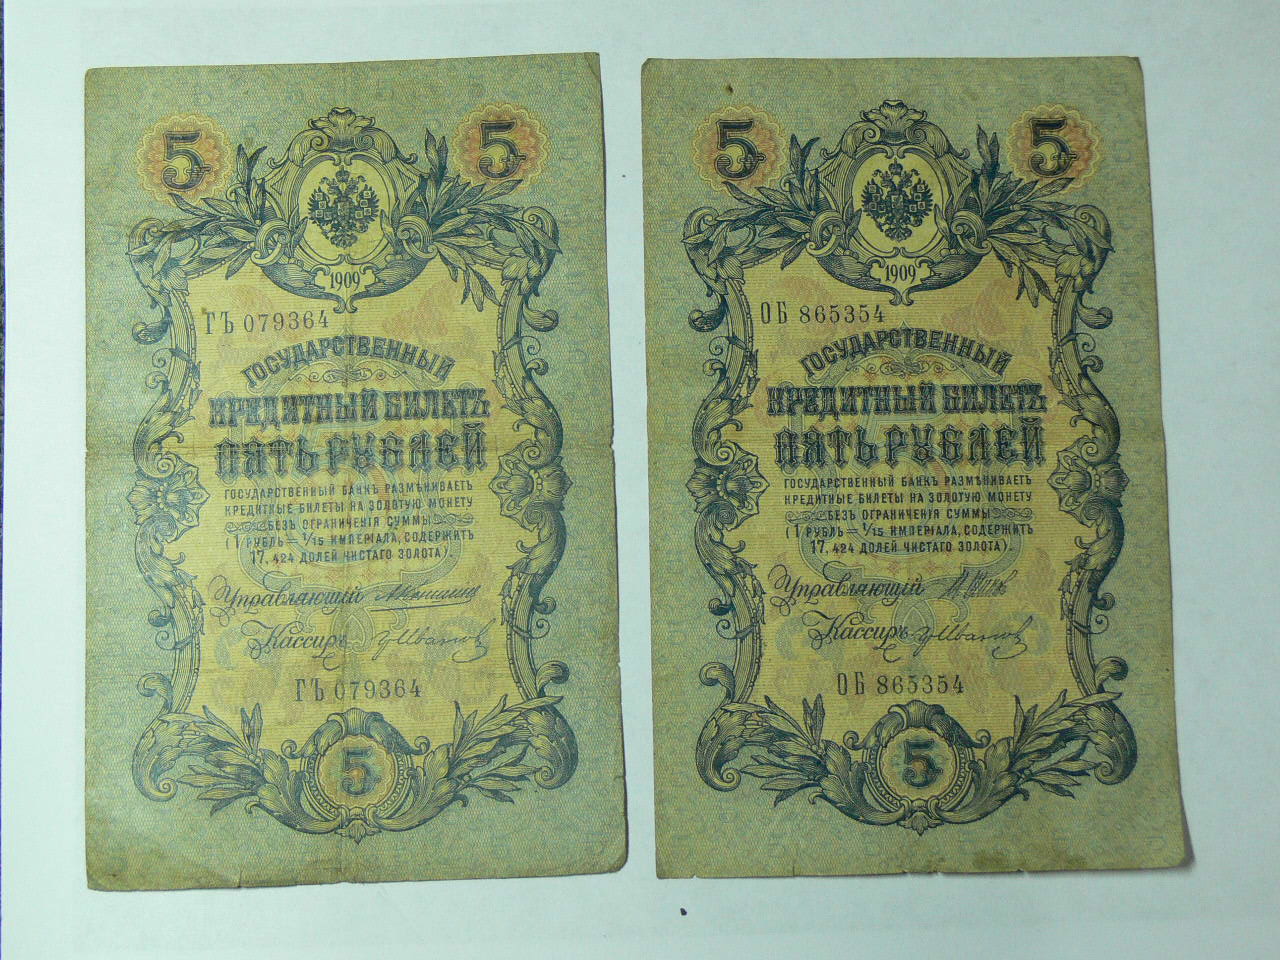 5 5
1909
ГЪ 079364
ГОСУДАРСТВЕННЫЙ
КРЕДИТНЫЙ БИЛЕТЪ
ПЯТЬ РУБЛЕЙ
ГОСУДАРСТВЕННЫЙ БАНКЪ РАЗМѢНИВАЕТЪ
КРЕДИТНЫЕ БИЛЕТЫ НА ЗОЛОТУЮ МОНЕТУ
БЕЗЪ ОГРАНИЧЕНІЯ СУММЫ
(1 РУБЛЬ = 1/15 ИМПЕРІАЛА, СОДЕРЖИТЪ
17,424 ДОЛЕЙ ЧИСТАГО ЗОЛОТА).
Управляющій
Кассиръ
ГЪ 079364
5
5 5
1909
ОБ 865354
ГОСУДАРСТВЕННЫЙ
КРЕДИТНЫЙ БИЛЕТЪ
ПЯТЬ РУБЛЕЙ
ГОСУДАРСТВЕННЫЙ БАНКЪ РАЗМѢНИВАЕТЪ
КРЕДИТНЫЕ БИЛЕТЫ НА ЗОЛОТУЮ МОНЕТУ
БЕЗЪ ОГРАНИЧЕНІЯ СУММЫ
(1 РУБЛЬ = 1/15 ИМПЕРІАЛА, СОДЕРЖИТЪ
17,424 ДОЛЕЙ ЧИСТАГО ЗОЛОТА).
Управляющій
Кассиръ
ОБ 865354
5